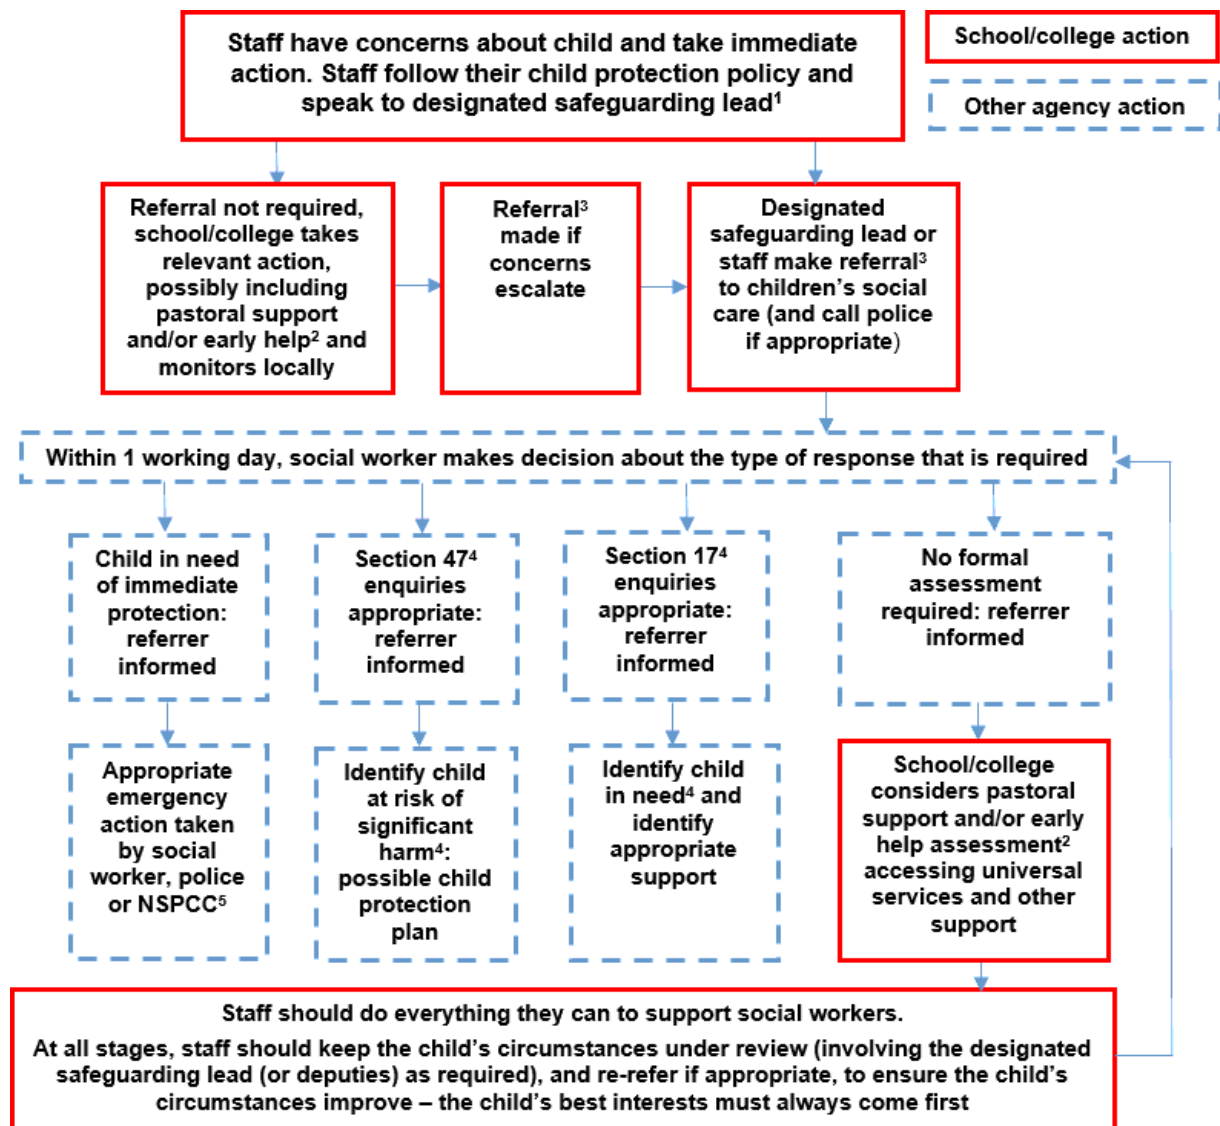 Staff have concerns about child and take immediate
action. Staff follow their child protection policy and
speak to designated safeguarding lead¹
School/college action
Other agency action
Referral not required,
school/college takes
relevant action,
possibly including
pastoral support
and/or early help² and
monitors locally
Referral³
made if
concerns
escalate
Designated
safeguarding lead or
staff make referral³
to children’s social
care (and call police
if appropriate)
Within 1 working day, social worker makes decision about the type of response that is required
Child in need
of immediate
protection:
referrer
informed
Section 47⁴
enquiries
appropriate:
referrer
informed
Section 17⁴
enquiries
appropriate:
referrer
informed
No formal
assessment
required: referrer
informed
Appropriate
emergency
action taken
by social
worker, police
or NSPCC⁵
Identify child
at risk of
significant
harm⁴:
possible child
protection
plan
Identify child
in need⁴ and
identify
appropriate
support
School/college
considers pastoral
support and/or early
help assessment²
accessing universal
services and other
support
Staff should do everything they can to support social workers.
At all stages, staff should keep the child’s circumstances under review (involving the designated
safeguarding lead (or deputies) as required), and re-refer if appropriate, to ensure the child’s
circumstances improve – the child’s best interests must always come first